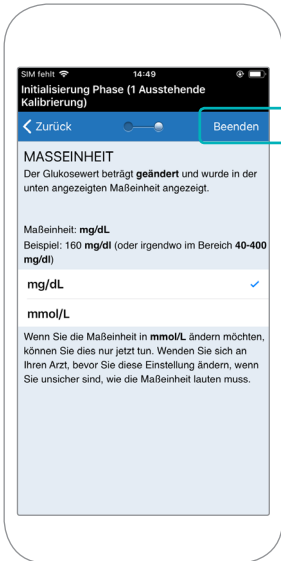 SIM fehlt 14:49
Initialisierung Phase (1 Ausstehende
Kalibrierung)
Zurück Beenden
MASSEINHEIT
Der Glukosewert beträgt geändert und wurde in der
unten angezeigten Maßeinheit angezeigt.
Maßeinheit: mg/dL
Beispiel: 160 mg/dl (oder irgendwo im Bereich 40-400
mg/dl)
mg/dL
mmol/L
Wenn Sie die Maßeinheit in mmol/L ändern möchten,
können Sie dies nur jetzt tun. Wenden Sie sich an
Ihren Arzt, bevor Sie diese Einstellung ändern, wenn
Sie unsicher sind, wie die Maßeinheit lauten muss.